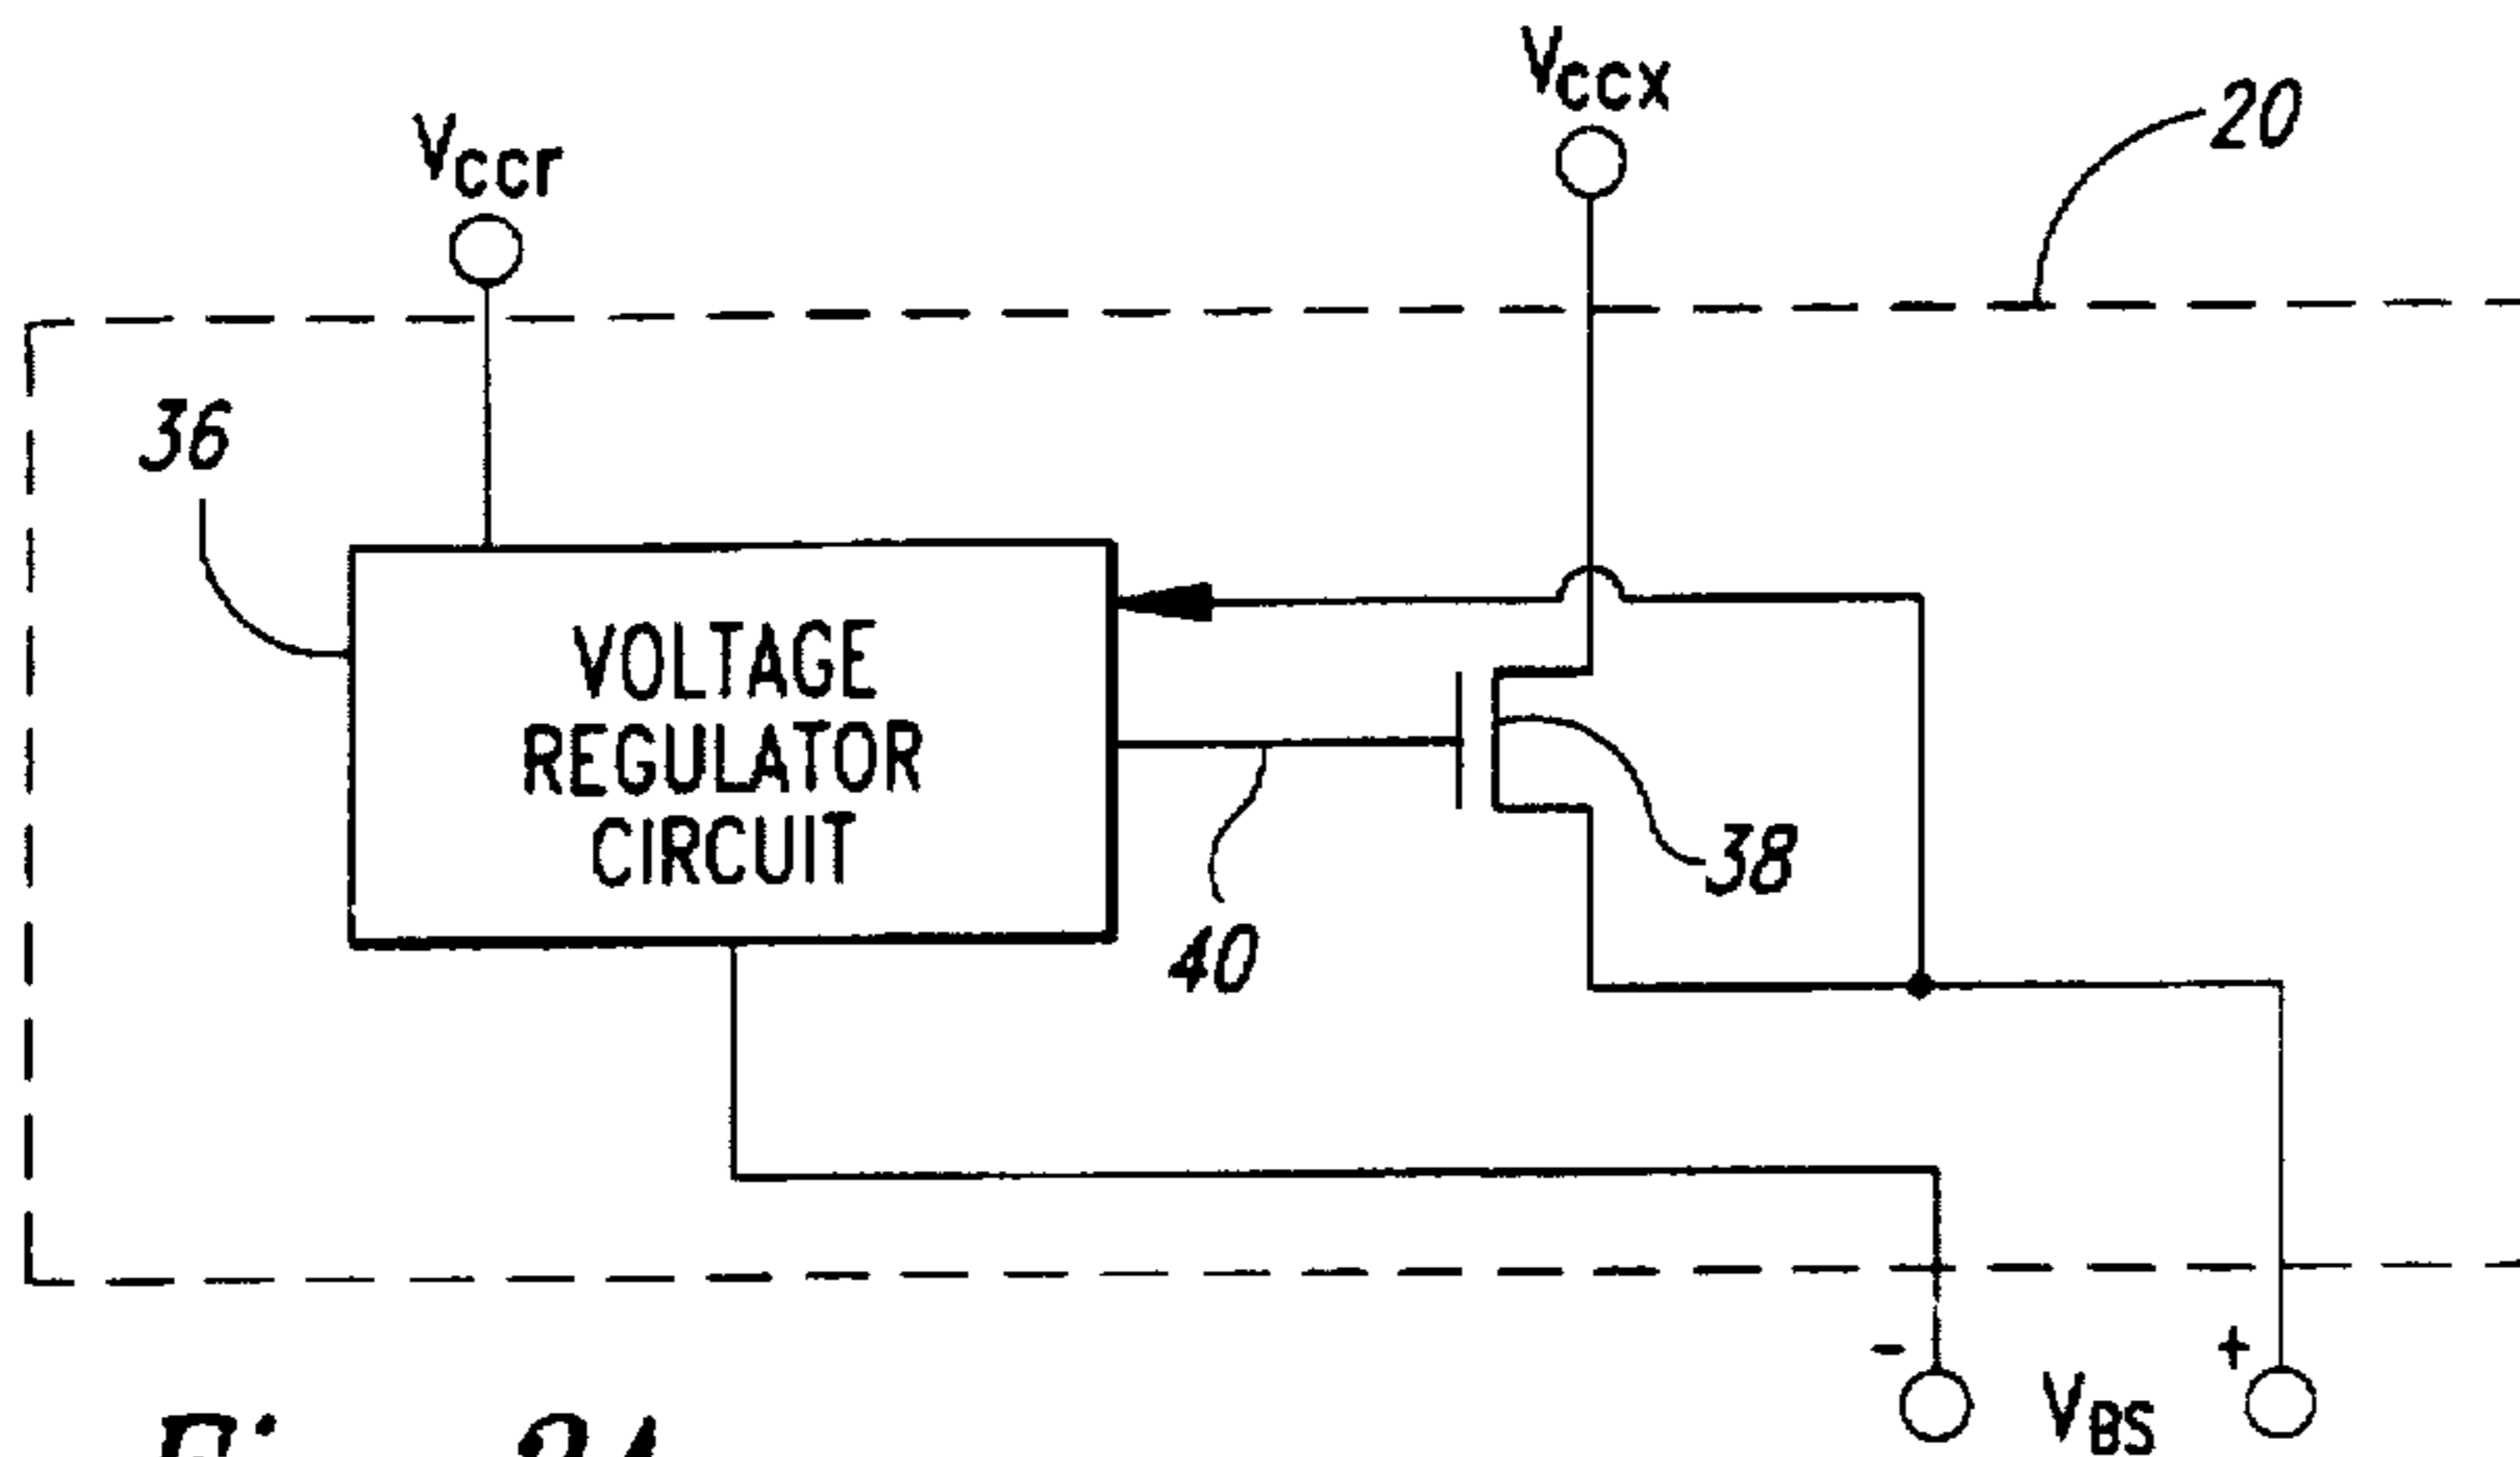 Vccx
20
Vccr
36
VOLTAGE
REGULATOR
CIRCUIT
38
40
- +
VBS